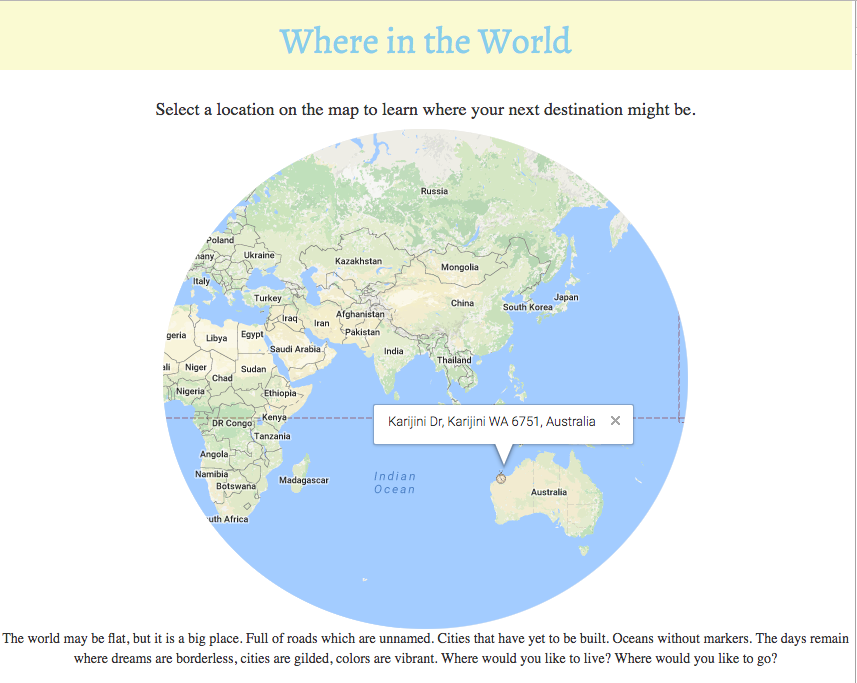 Where in the World
Select a location on the map to learn where your next destination might be.
Russia
Poland
many
Ukraine
Kazakhstan
Mongolia
Italy
Turkey
China
Japan
South Korea
Afghanistan
Iraq
Iran
Pakistan
geria
Libya
Egypt
Saudi Arabia
India
Thailand
ali
Niger
Sudan
Chad
Nigeria
Ethiopia
Kenya
DR Congo
Karijini Dr, Karijini WA 6751, Australia
Tanzania
Angola
Namibia
Botswana
Madagascar
Indian
Ocean
Australia
uth Africa
The world may be flat, but it is a big place. Full of roads which are unnamed. Cities that have yet to be built. Oceans without markers. The days remain
where dreams are borderless, cities are gilded, colors are vibrant. Where would you like to live? Where would you like to go?